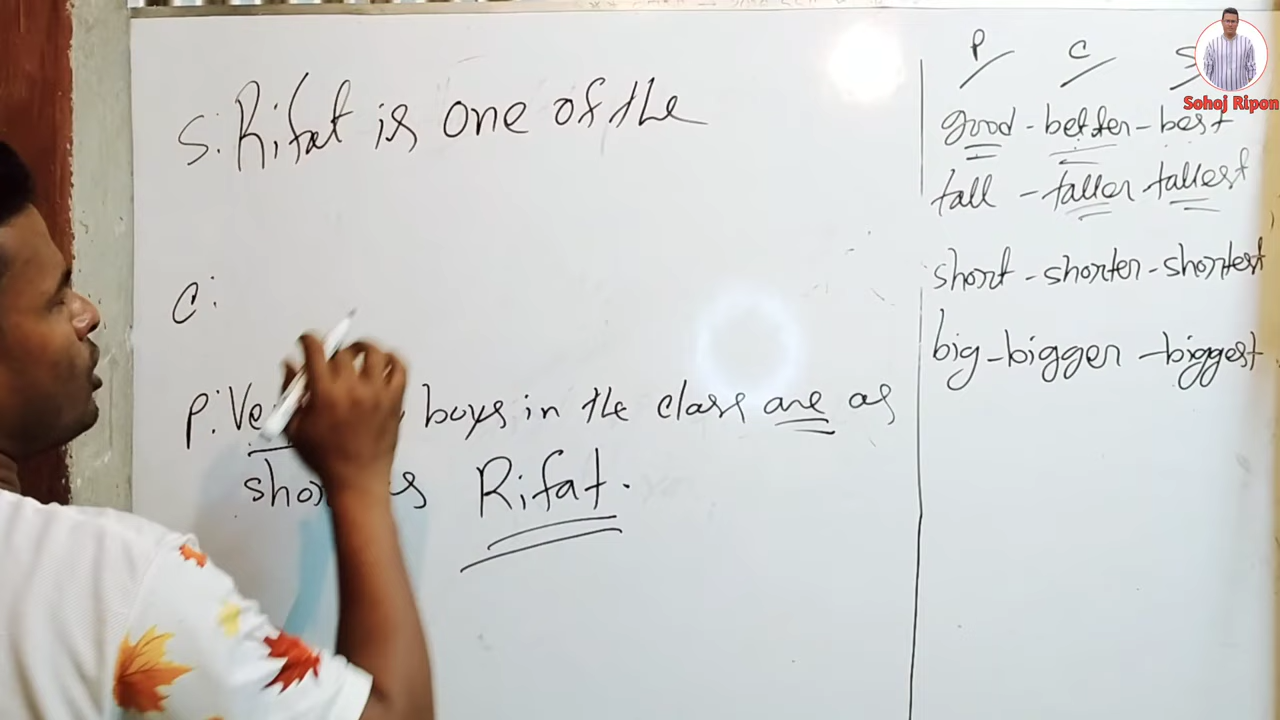 S: Rifat is one of the
C:
P: Ve boys in the class are as
as Rifat.
P C S
good - better - best
tall - taller tallest
short - shorter - shortest
big - bigger - biggest
Sohoj Ripon